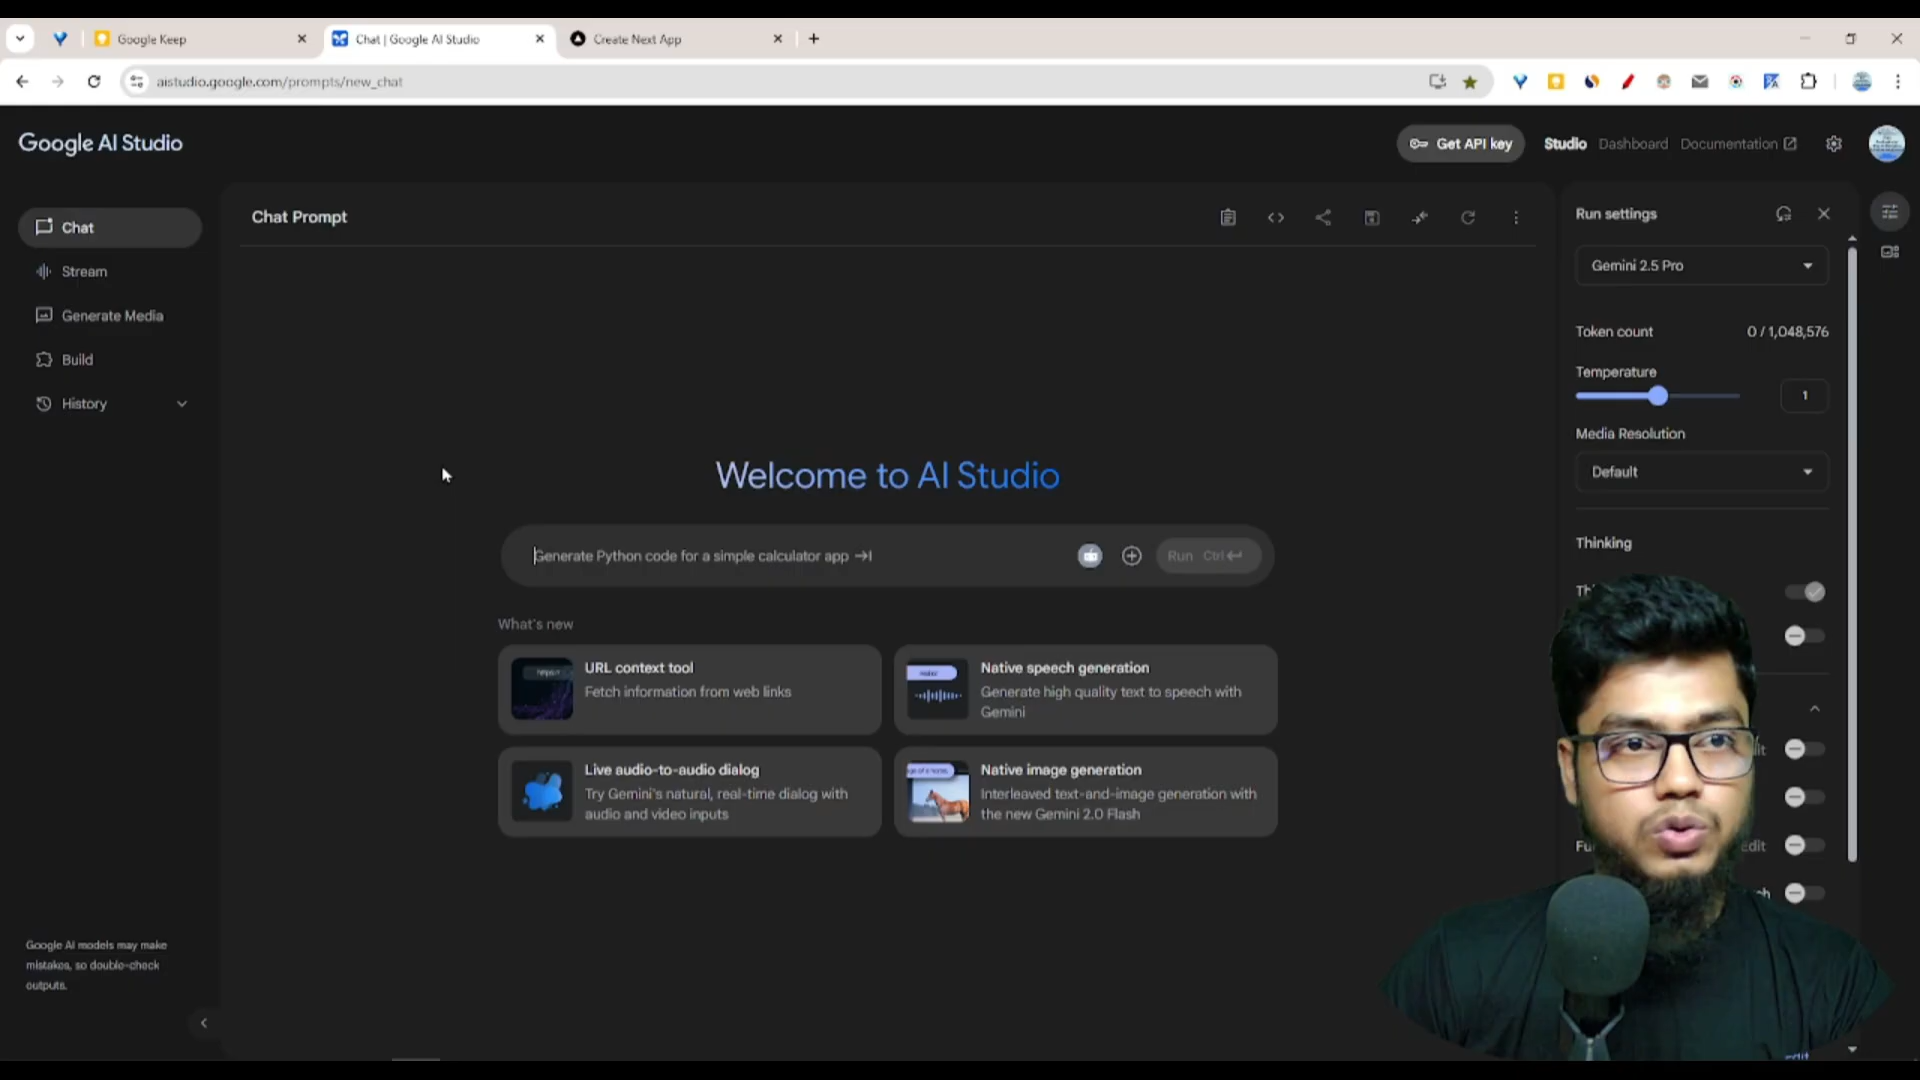 Google Keep
Chat | Google AI Studio
Create Next App
aistudio.google.com/prompts/new_chat
Google AI Studio
Get API key
Studio
Dashboard
Documentation
Chat
Stream
Generate Media
Build
History
Google AI models may make
mistakes, so double-check
outputs.
Chat Prompt
Welcome to AI Studio
Generate Python code for a simple calculator app
Run Ctrl
What's new
URL context tool
Fetch information from web links
Native speech generation
Generate high quality text to speech with
Gemini
Live audio-to-audio dialog
Try Gemini's natural, real-time dialog with
audio and video inputs
Native image generation
Interleaved text-and-image generation with
the new Gemini 2.0 Flash
Run settings
Gemini 2.5 Pro
Token count 0 / 1,048,576
Temperature
1
Media Resolution
Default
Thinking